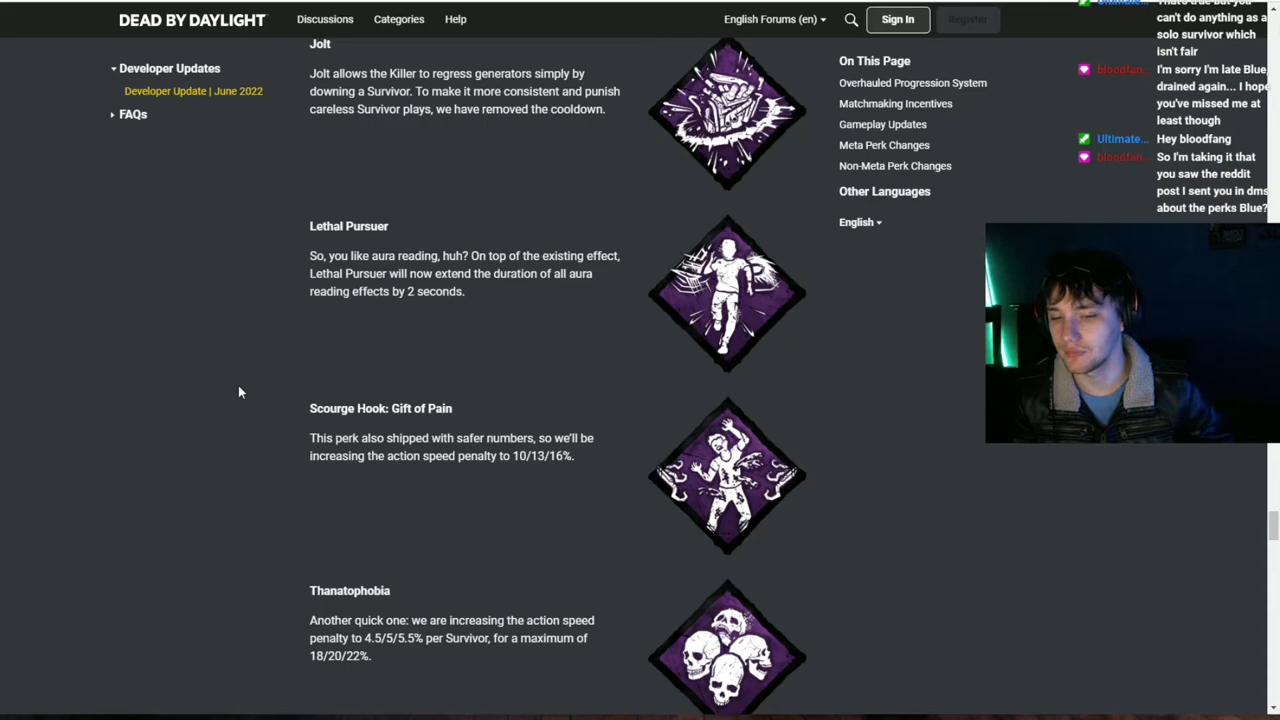 DEAD BY DAYLIGHT
Discussions
Categories
Help
English Forums (en)
Sign In
Register
Developer Updates
Developer Update | June 2022
FAQs
Jolt
Jolt allows the Killer to regress generators simply by
downing a Survivor. To make it more consistent and punish
careless Survivor plays, we have removed the cooldown.
Lethal Pursuer
So, you like aura reading, huh? On top of the existing effect,
Lethal Pursuer will now extend the duration of all aura
reading effects by 2 seconds.
Scourge Hook: Gift of Pain
This perk also shipped with safer numbers, so we'll be
increasing the action speed penalty to 10/13/16%.
Thanatophobia
Another quick one: we are increasing the action speed
penalty to 4.5/5/5.5% per Survivor, for a maximum of
18/20/22%.
On This Page
Overhauled Progression System
Matchmaking Incentives
Gameplay Updates
Meta Perk Changes
Non-Meta Perk Changes
Other Languages
English
Ultimate... Thats true but you
can't do anything as a
solo survivor which
isn't fair
bloodfan... I'm sorry I'm late Blue,
drained again... I hope
you've missed me at
least though
Ultimate... Hey bloodfang
bloodfan... So I'm taking it that
you saw the reddit
post I sent you in dms
about the perks Blue?